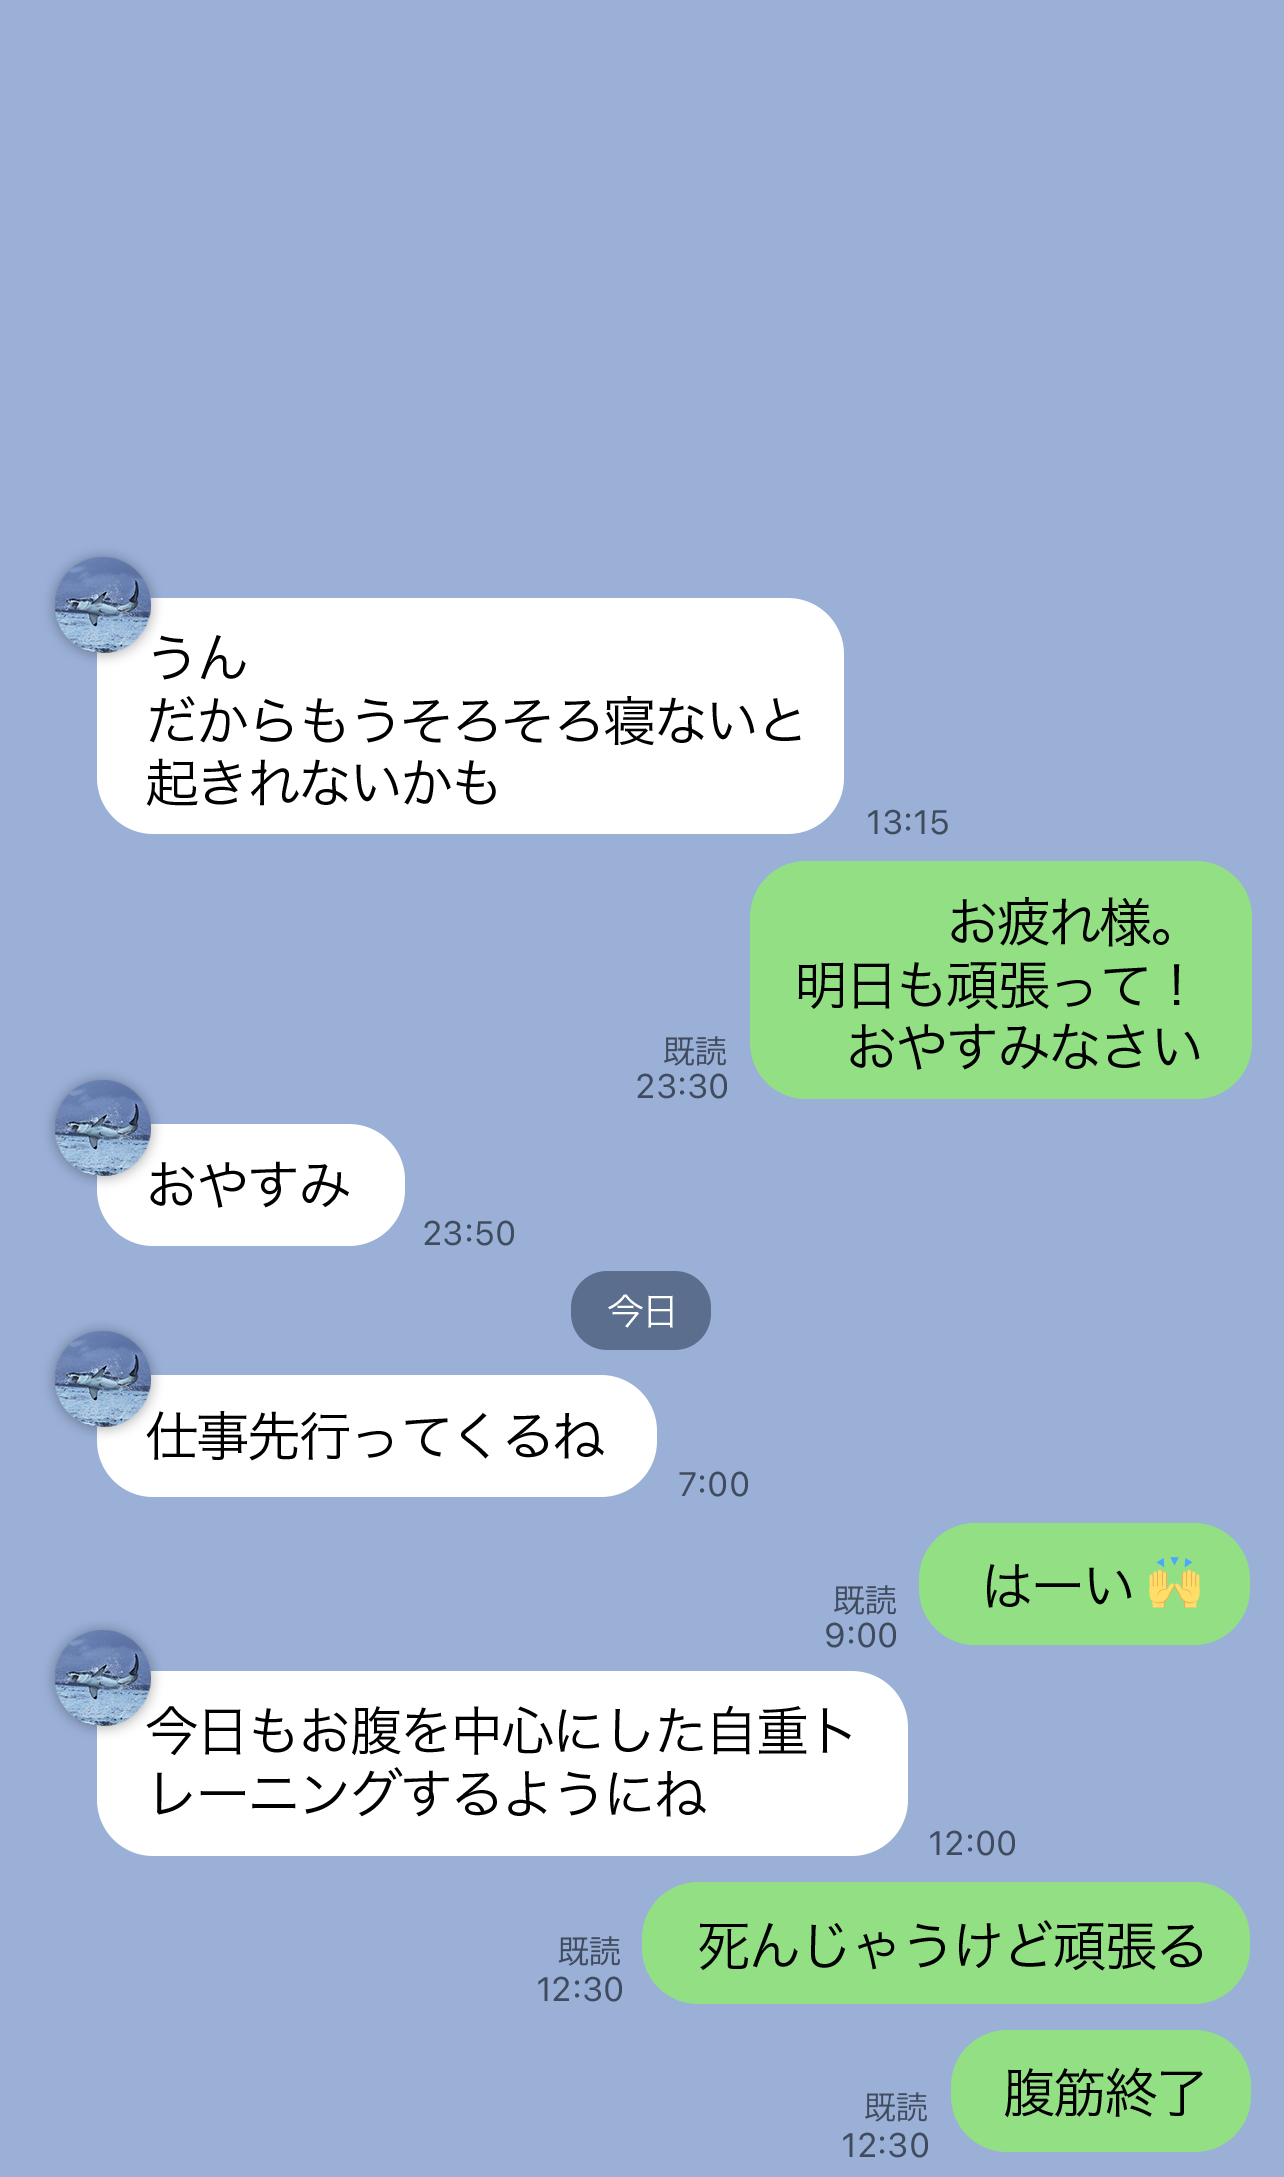 うん
だからもうそろそろ寝ないと
起きれないかも
13:15
お疲れ様。
明日も頑張って！
おやすみなさい
既読
23:30
おやすみ
23:50
今日
仕事先行ってくるね
7:00
はーい🙌
既読
9:00
今日もお腹を中心にした自重ト
レーニングするようにね
12:00
死んじゃうけど頑張る
既読
12:30
腹筋終了
既読
12:30